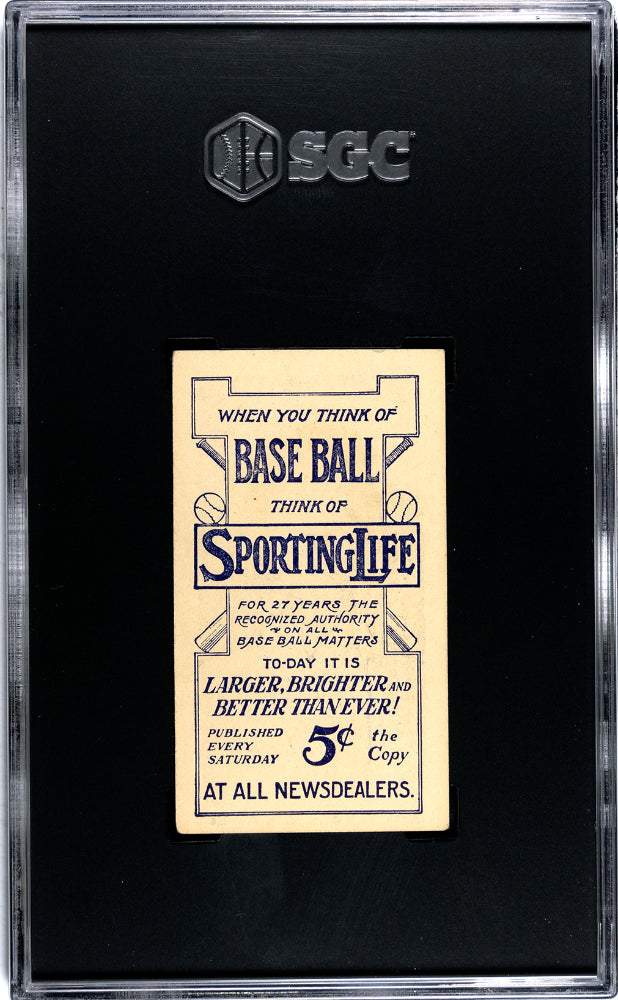 SGC
WHEN YOU THINK OF
BASE BALL
THINK OF
SPORTING LIFE
FOR 27 YEARS THE
RECOGNIZED AUTHORITY
ON ALL
BASE BALL MATTERS
TO-DAY IT IS
LARGER, BRIGHTER AND
BETTER THAN EVER!
PUBLISHED
EVERY
SATURDAY
5¢
the
Copy
AT ALL NEWSDEALERS.